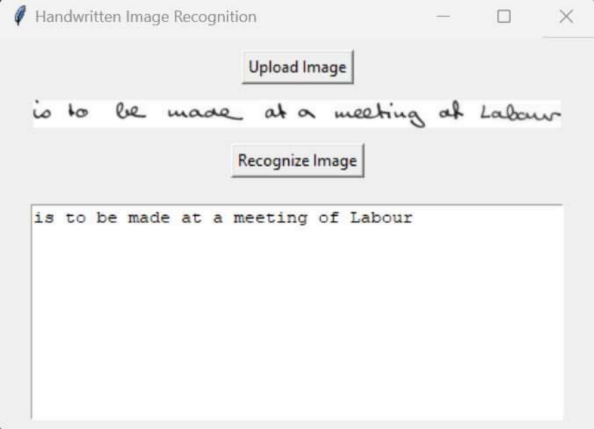 Handwritten Image Recognition
Upload Image
is to be made at a meeting of Labour
Recognize Image
is to be made at a meeting of Labour